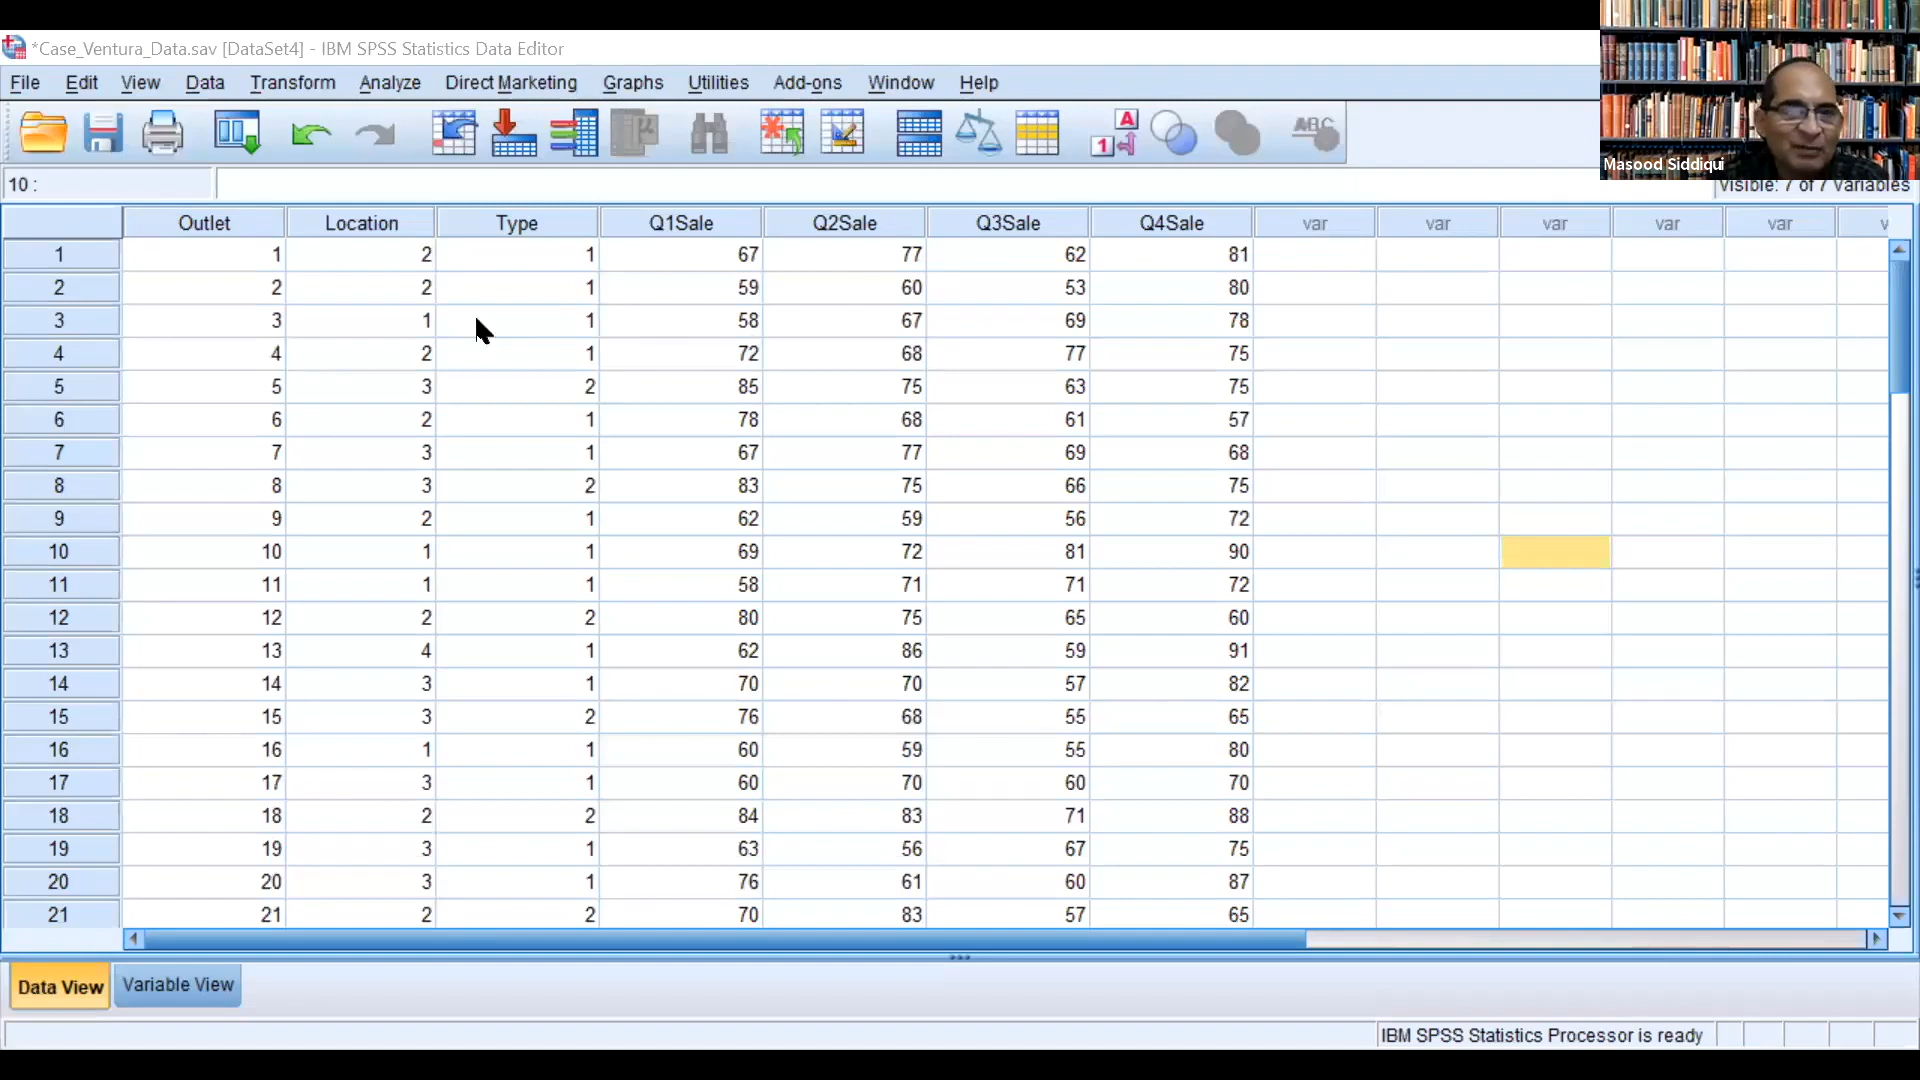 *Case_Ventura_Data.sav [DataSet4] - IBM SPSS Statistics Data Editor
File Edit View Data Transform Analyze Direct Marketing Graphs Utilities Add-ons Window Help
A
1
ABC
Masood Siddiqui
10 :
Visible: 7 of 7 Variables
Outlet Location Type Q1Sale Q2Sale Q3Sale Q4Sale var var var var var v
1 1 2 1 67 77 62 81
2 2 2 1 59 60 53 80
3 3 1 1 58 67 69 78
4 4 2 1 72 68 77 75
5 5 3 2 85 75 63 75
6 6 2 1 78 68 61 57
7 7 3 1 67 77 69 68
8 8 3 2 83 75 66 75
9 9 2 1 62 59 56 72
10 10 1 1 69 72 81 90
11 11 1 1 58 71 71 72
12 12 2 2 80 75 65 60
13 13 4 1 62 86 59 91
14 14 3 1 70 70 57 82
15 15 3 2 76 68 55 65
16 16 1 1 60 59 55 80
17 17 3 1 60 70 60 70
18 18 2 2 84 83 71 88
19 19 3 1 63 56 67 75
20 20 3 1 76 61 60 87
21 21 2 2 70 83 57 65
Data View Variable View
IBM SPSS Statistics Processor is ready